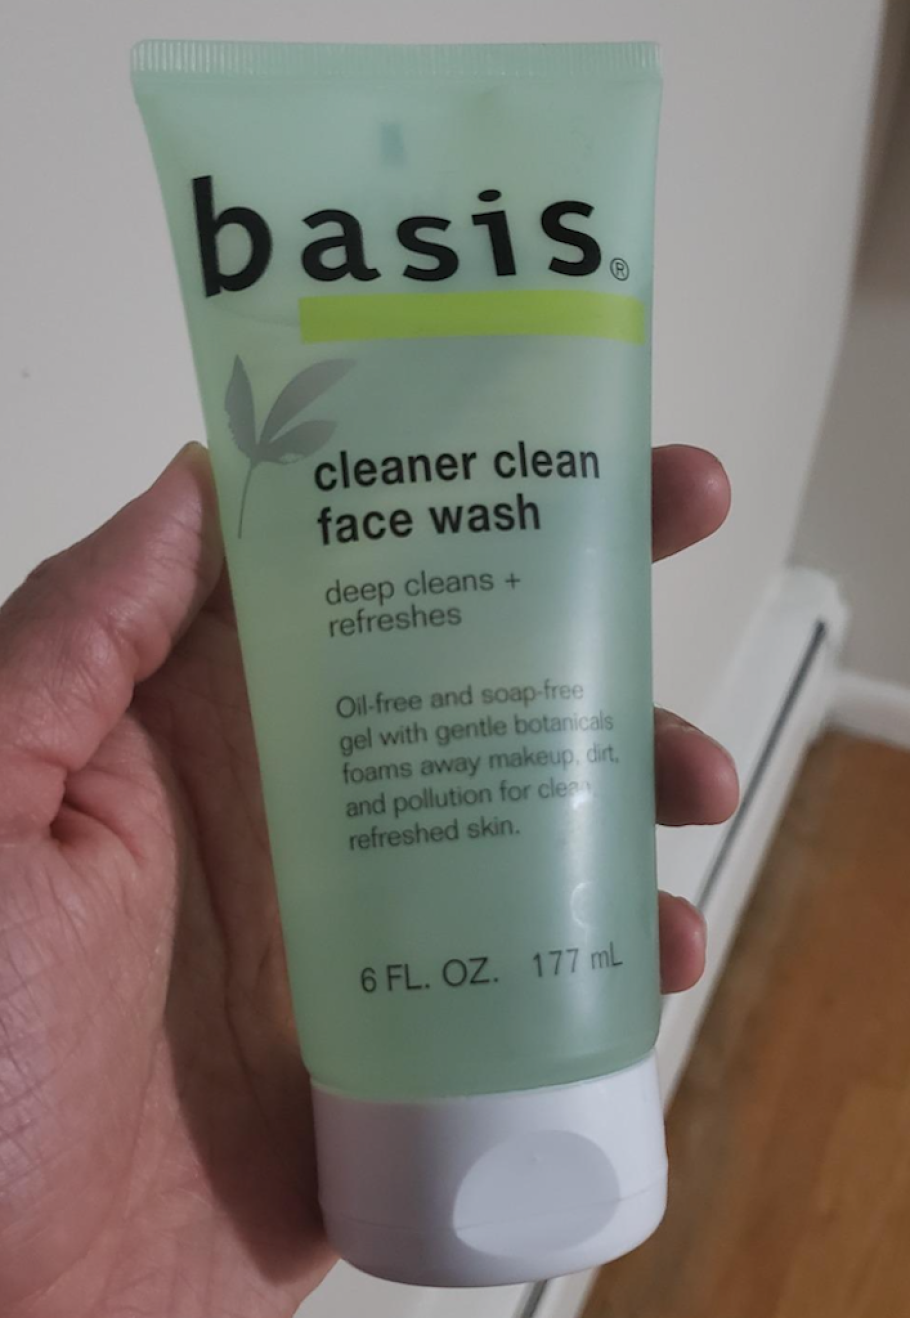 basis®
cleaner clean
face wash
deep cleans +
refreshes
Oil-free and soap-free
gel with gentle botanicals
foams away makeup, dirt,
and pollution for clean
refreshed skin.
6 FL. OZ. 177 mL